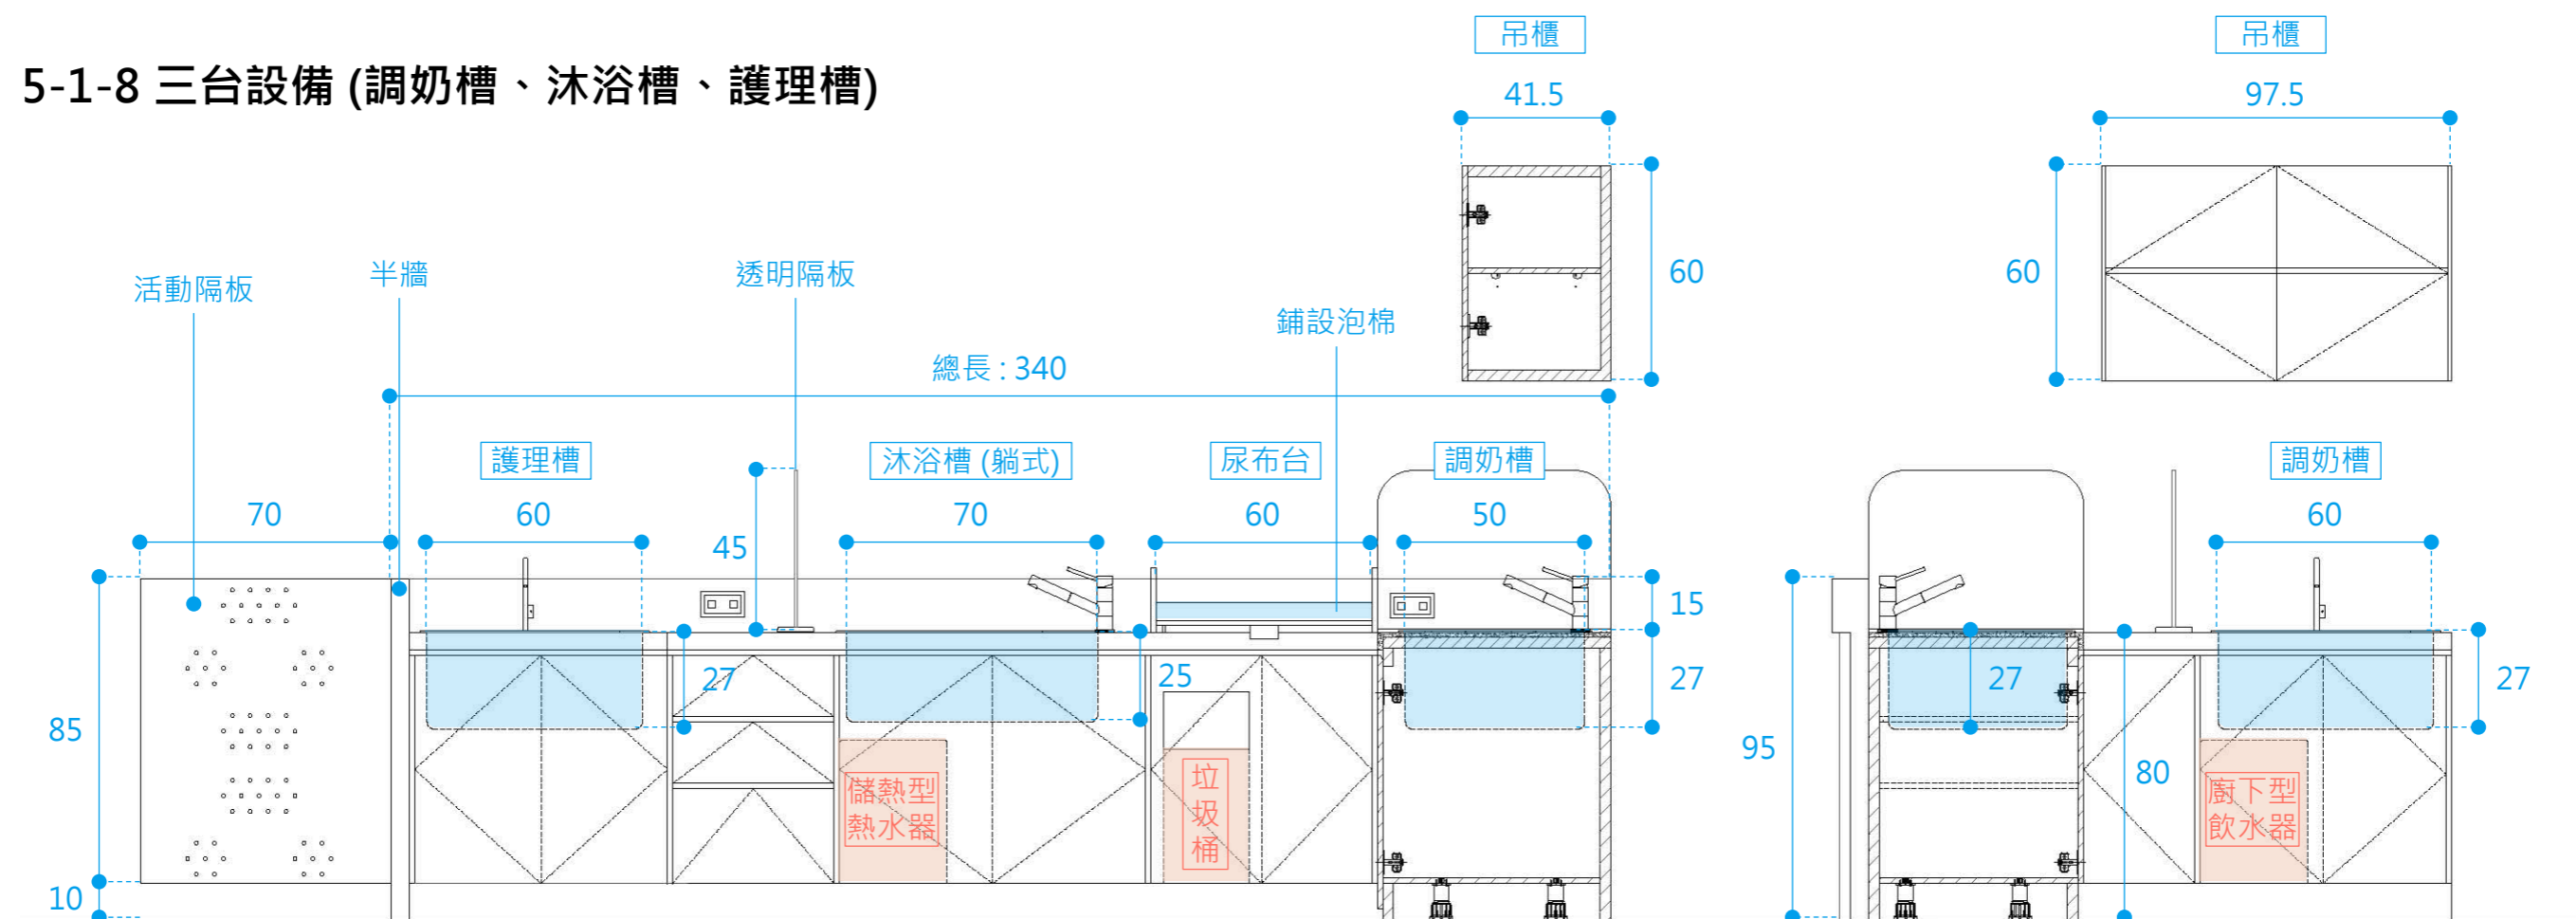 5-1-8 三台設備 (調奶槽、沐浴槽、護理槽)
吊櫃
41.5
60
吊櫃
97.5
60
活動隔板
半牆
透明隔板
鋪設泡棉
總長 : 340
護理槽
沐浴槽 (躺式)
尿布台
調奶槽
調奶槽
70
60
45
70
60
50
60
15
27
25
27
27
27
85
10
95
80
儲熱型
熱水器
垃
圾
桶
廚下型
飲水器